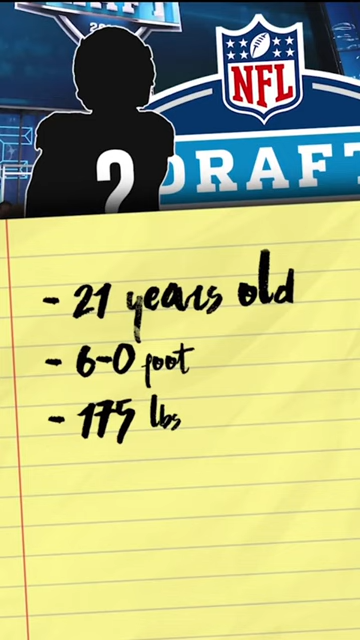 NFL
DRAFT
2
- 21 years old
- 6-0 foot
- 175 lbs